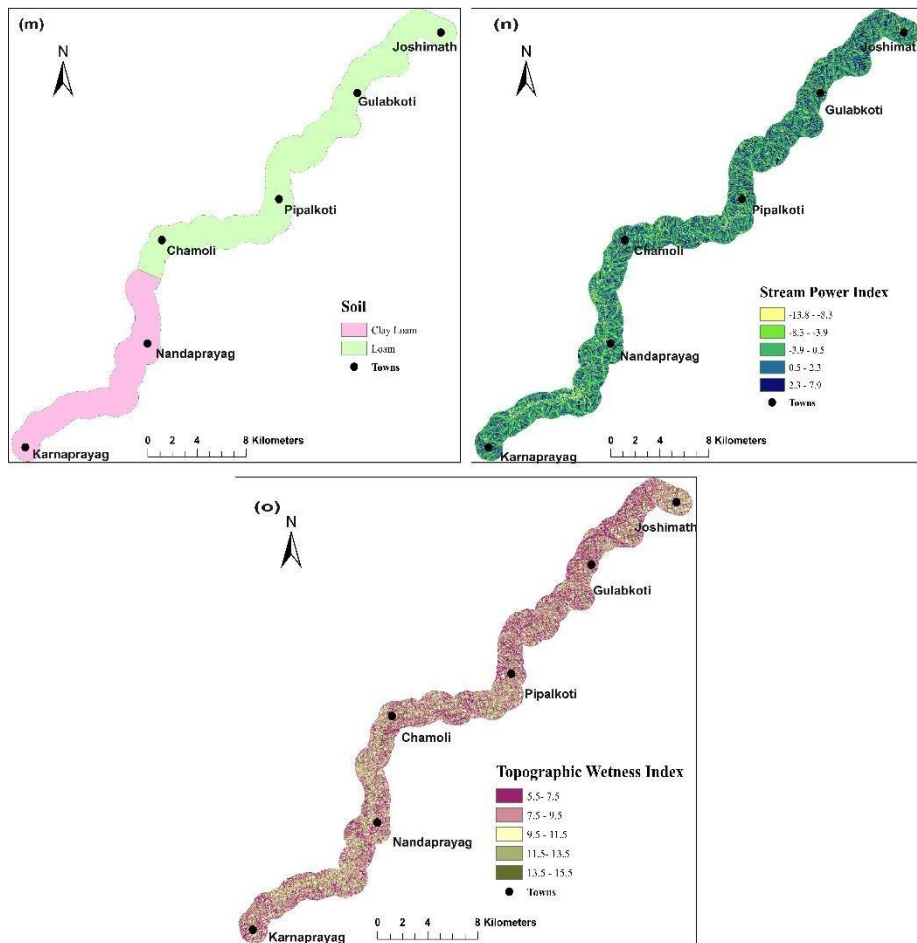 (m)
N
Joshimath
Gulabkoti
Pipalkoti
Chamoli
Soil
Clay Loam
Loam
Towns
Nandaprayag
0 2 4 8 Kilometers
Karnaprayag
(n)
N
Joshimath
Gulabkoti
Pipalkoti
Chamoli
Stream Power Index
-13.8 - -8.3
-8.3 - -3.9
-3.9 - 0.5
0.5 - 2.3
2.3 - 7.9
Towns
Nandaprayag
0 2 4 8 Kilometers
Karnaprayag
(o)
N
Joshimath
Gulabkoti
Pipalkoti
Chamoli
Topographic Wetness Index
5.5- 7.5
7.5 - 9.5
9.5 - 11.5
11.5- 13.5
13.5 - 15.5
Towns
Nandaprayag
0 2 4 8 Kilometers
Karnaprayag